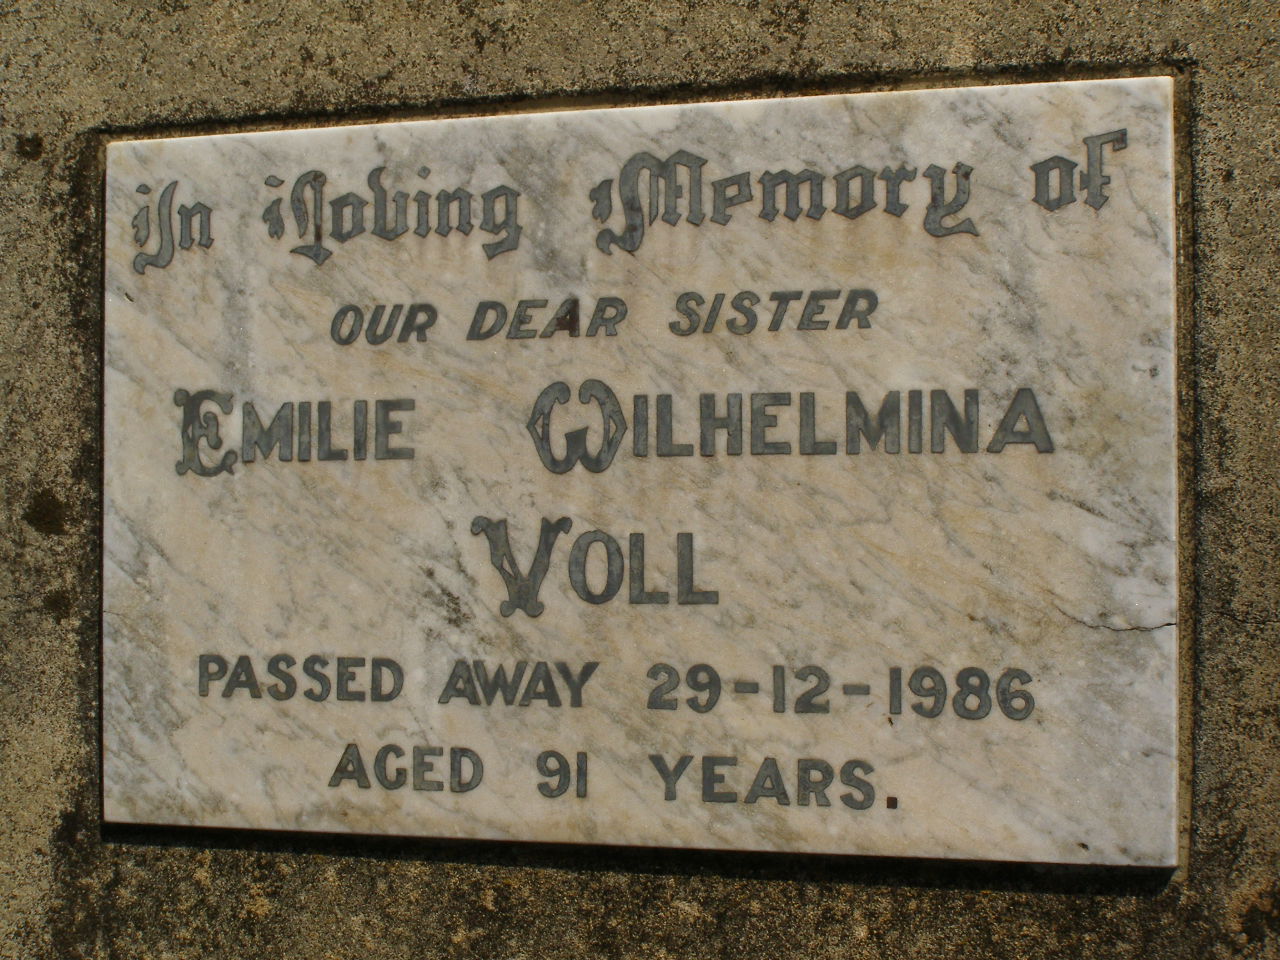 In Loving Memory of
OUR DEAR SISTER
EMILIE WILHELMINA
VOLL
PASSED AWAY 29-12-1986
AGED 91 YEARS.